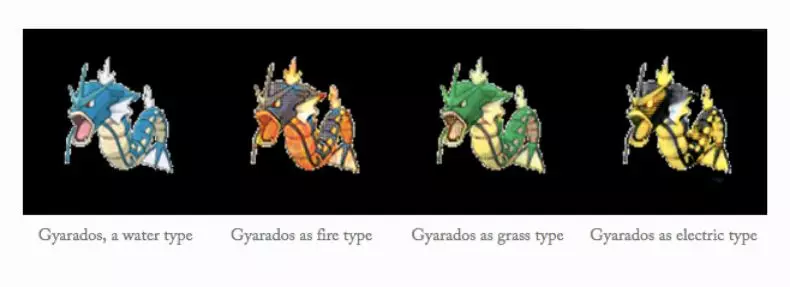 Gyarados, a water type
Gyarados as fire type
Gyarados as grass type
Gyarados as electric type